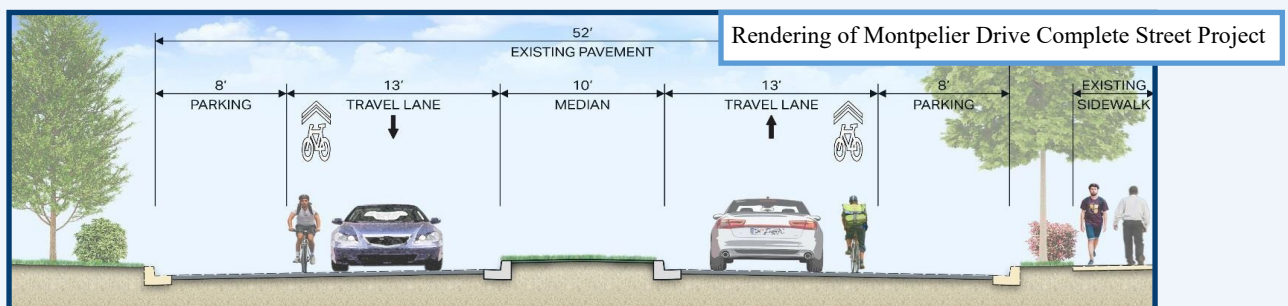 Rendering of Montpelier Drive Complete Street Project
52'
EXISTING PAVEMENT
8'
PARKING
13'
TRAVEL LANE
10'
MEDIAN
13'
TRAVEL LANE
8'
PARKING
EXISTING
SIDEWALK